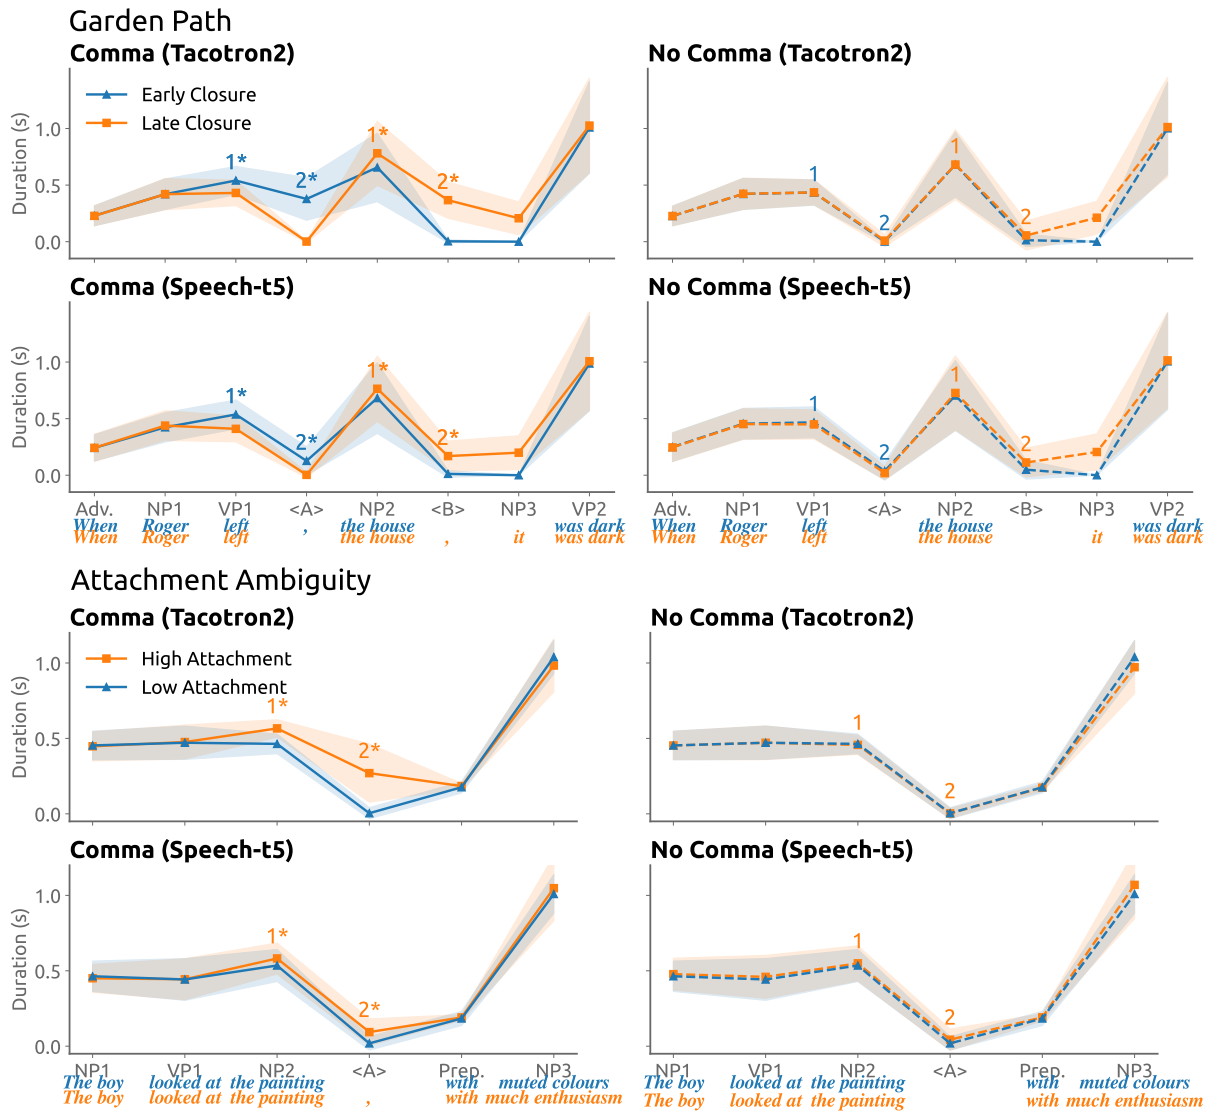 Garden Path
Comma (Tacotron2)
No Comma (Tacotron2)
Early Closure
Late Closure
Duration (s)
1.0
0.5
0.0
1*
2*
1*
2*
1
2
1
2
Comma (Speech-t5)
No Comma (Speech-t5)
Duration (s)
1.0
0.5
0.0
1*
2*
1*
2*
1
2
1
2
Adv. NP1 VP1 <A> NP2 <B> NP3 VP2
When Roger left , the house was dark
When Roger left the house , it was dark
Adv. NP1 VP1 <A> NP2 <B> NP3 VP2
When Roger left the house was dark
When Roger left the house it was dark
Attachment Ambiguity
Comma (Tacotron2)
No Comma (Tacotron2)
High Attachment
Low Attachment
Duration (s)
1.0
0.5
0.0
1*
2*
1
2
Comma (Speech-t5)
No Comma (Speech-t5)
Duration (s)
1.0
0.5
0.0
1*
2*
1
2
NP1 VP1 NP2 <A> Prep. NP3
The boy looked at the painting with muted colours
The boy looked at the painting , with much enthusiasm
NP1 VP1 NP2 <A> Prep. NP3
The boy looked at the painting with muted colours
The boy looked at the painting with much enthusiasm